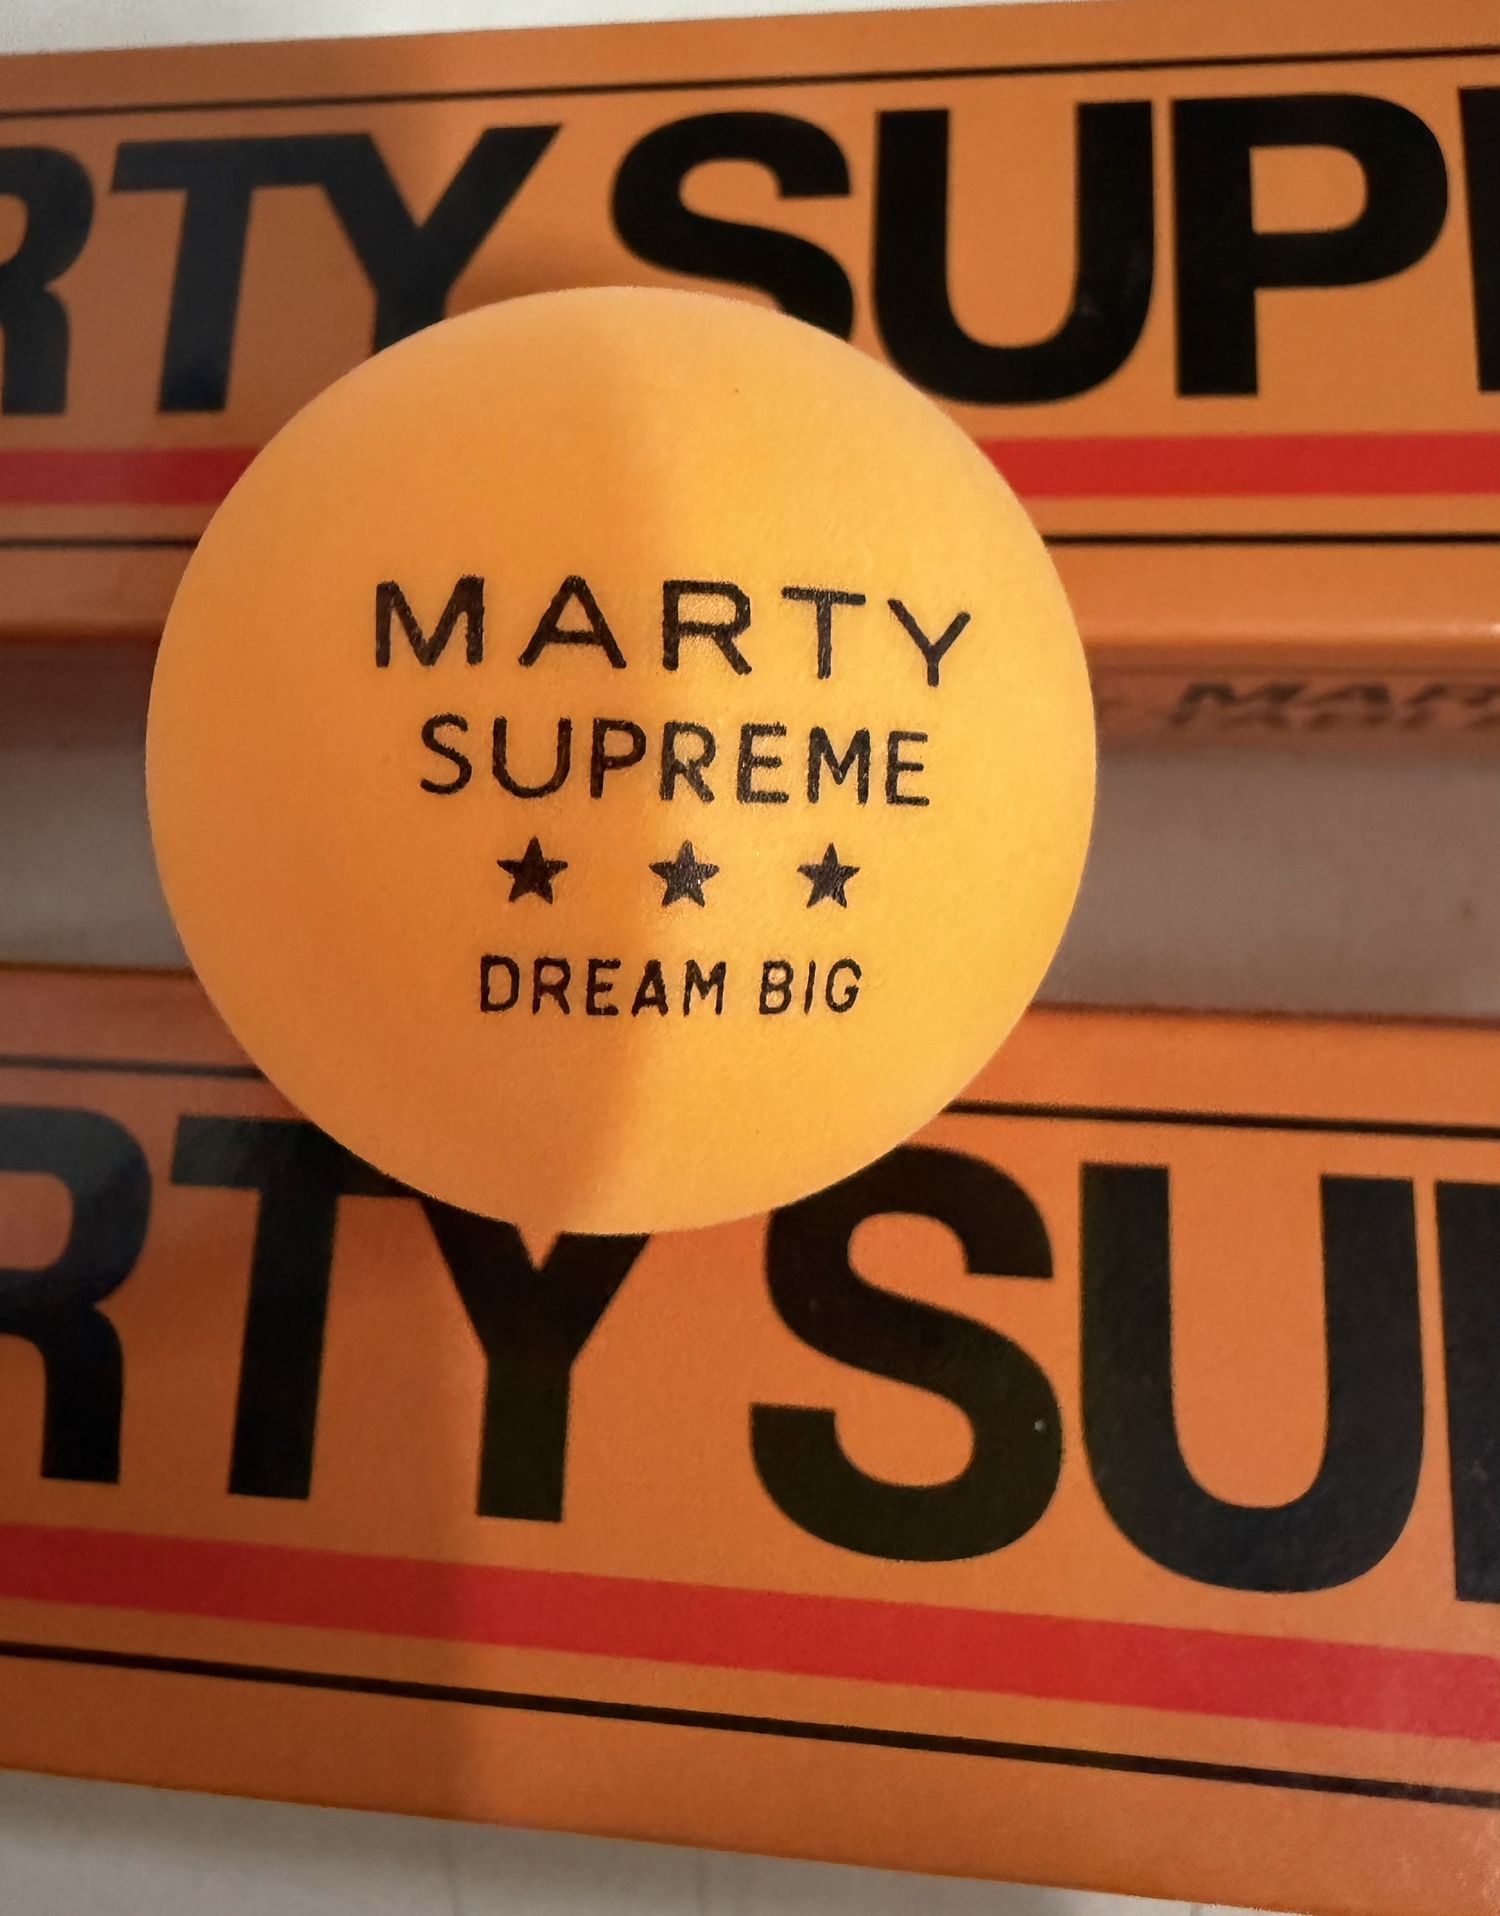 RTY SUP
MARTY
SUPREME
★ ★ ★
DREAM BIG
RTY SU